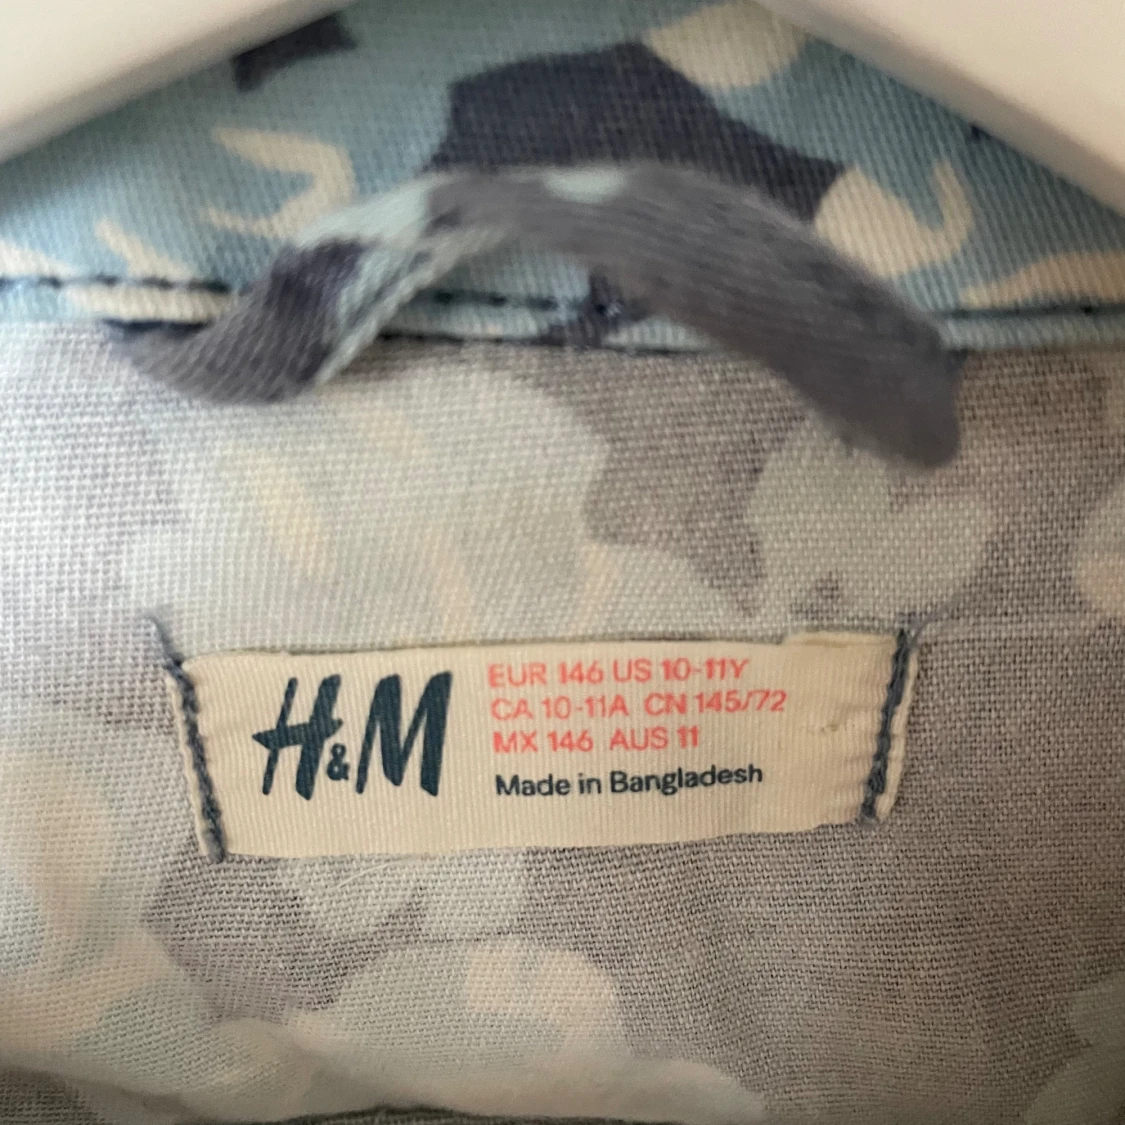 H&M
EUR 146 US 10-11Y
CA 10-11A CN 145/72
MX 146 AUS 11
Made in Bangladesh